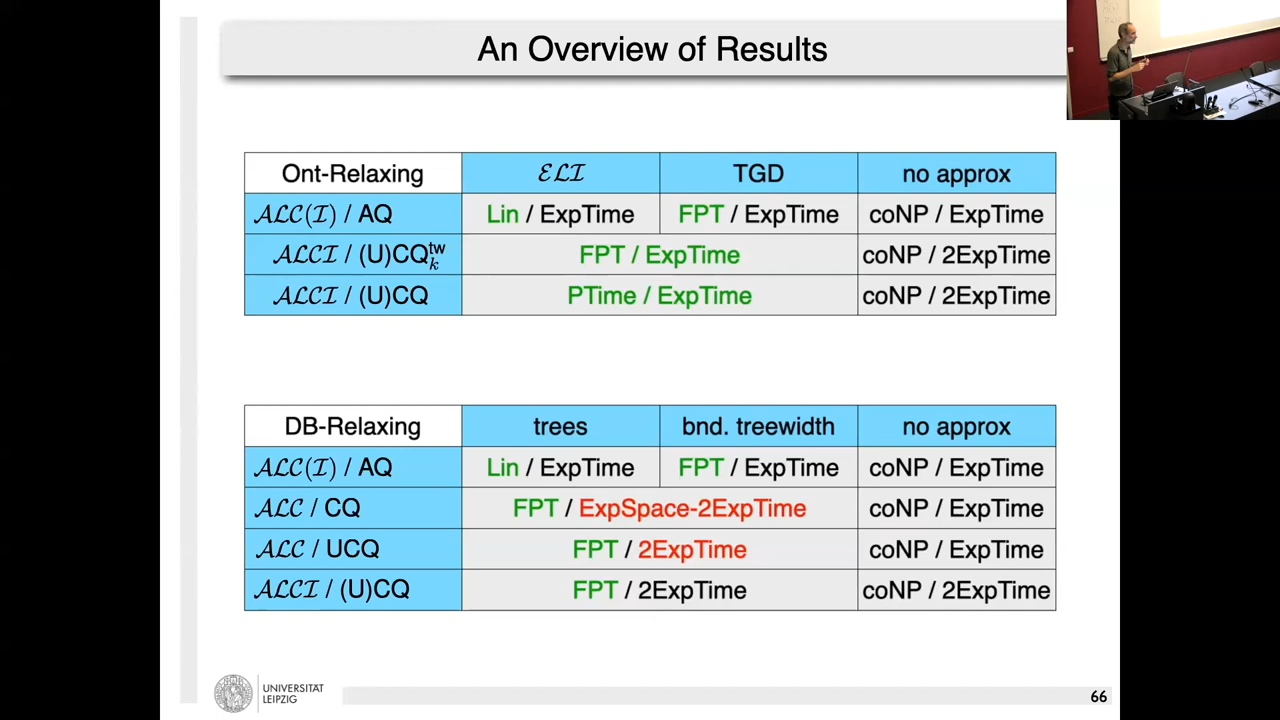 An Overview of Results
Ont-Relaxing ℰℒℐ TGD no approx
𝒜ℒ𝒞(ℐ) / AQ Lin / ExpTime FPT / ExpTime coNP / ExpTime
𝒜ℒ𝒞ℐ / (U)CQ^tw_k FPT / ExpTime coNP / 2ExpTime
𝒜ℒ𝒞ℐ / (U)CQ PTime / ExpTime coNP / 2ExpTime
DB-Relaxing trees bnd. treewidth no approx
𝒜ℒ𝒞(ℐ) / AQ Lin / ExpTime FPT / ExpTime coNP / ExpTime
𝒜ℒ𝒞 / CQ FPT / ExpSpace-2ExpTime coNP / ExpTime
𝒜ℒ𝒞 / UCQ FPT / 2ExpTime coNP / ExpTime
𝒜ℒ𝒞ℐ / (U)CQ FPT / 2ExpTime coNP / 2ExpTime
UNIVERSITÄT
LEIPZIG
66